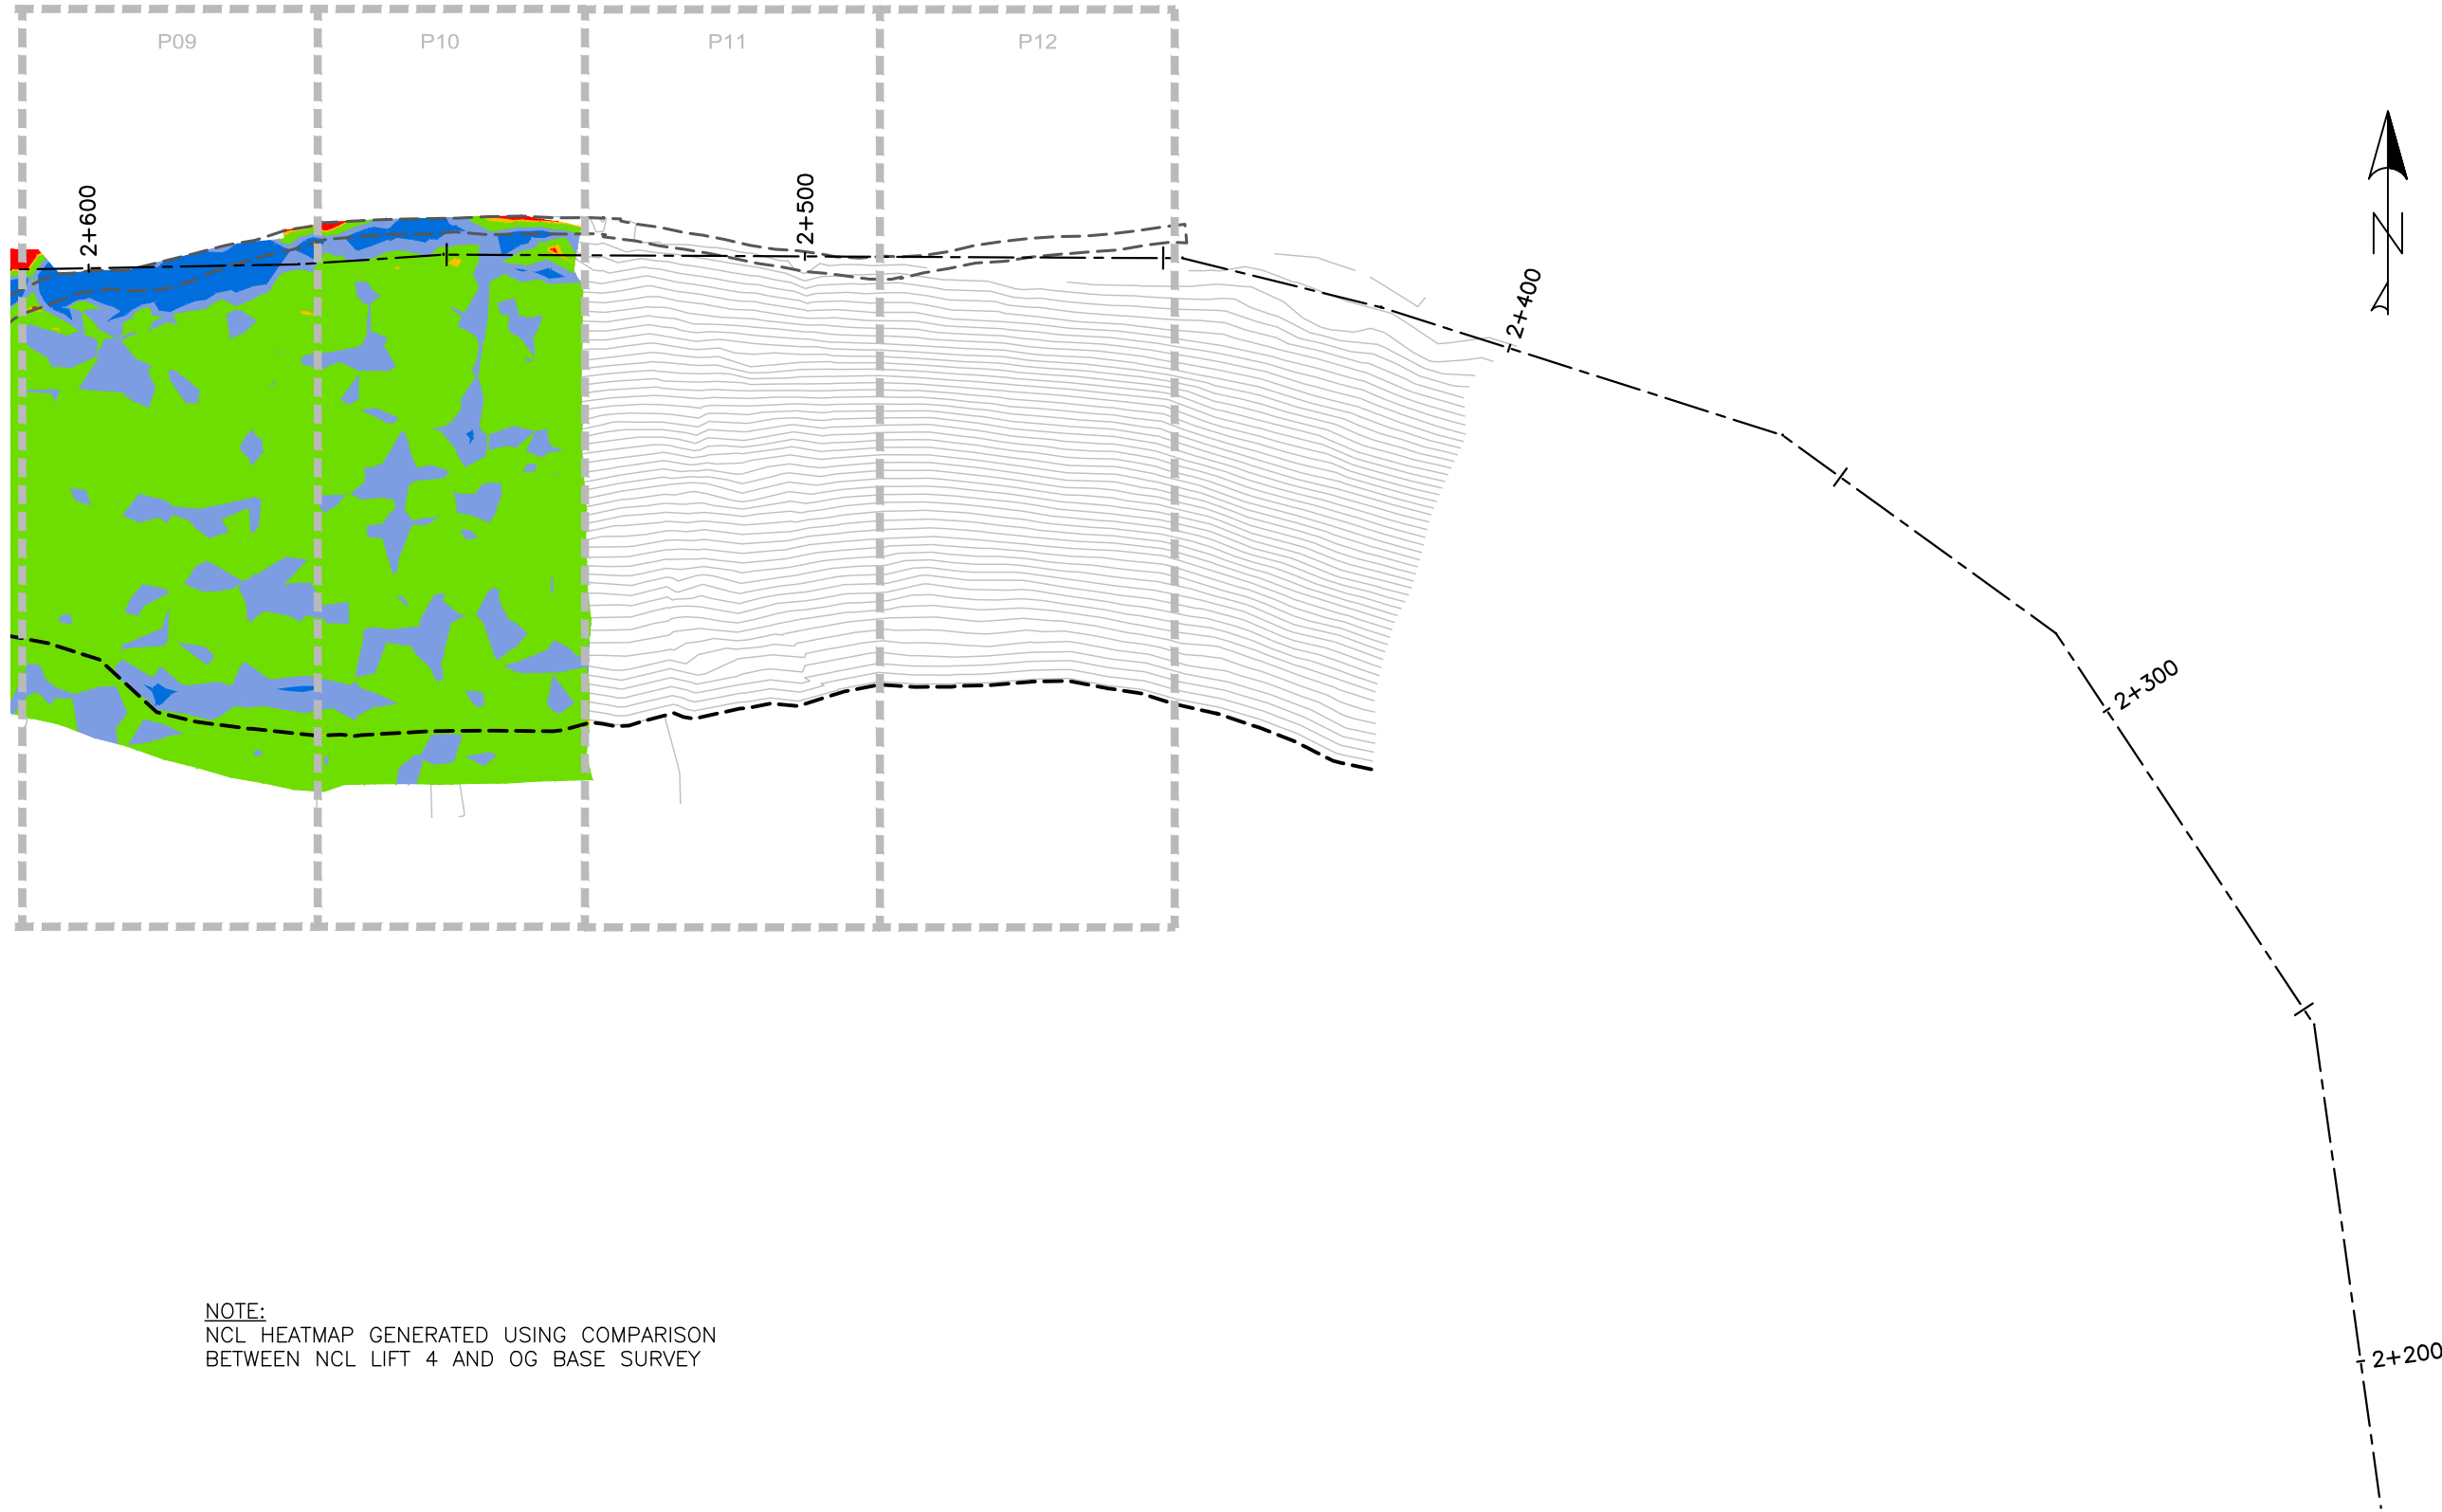 P09
P10
P11
P12
2+600
2+500
2+400
2+300
2+200
N
NOTE:
NCL HEATMAP GENERATED USING COMPARISON
BETWEEN NCL LIFT 4 AND OG BASE SURVEY